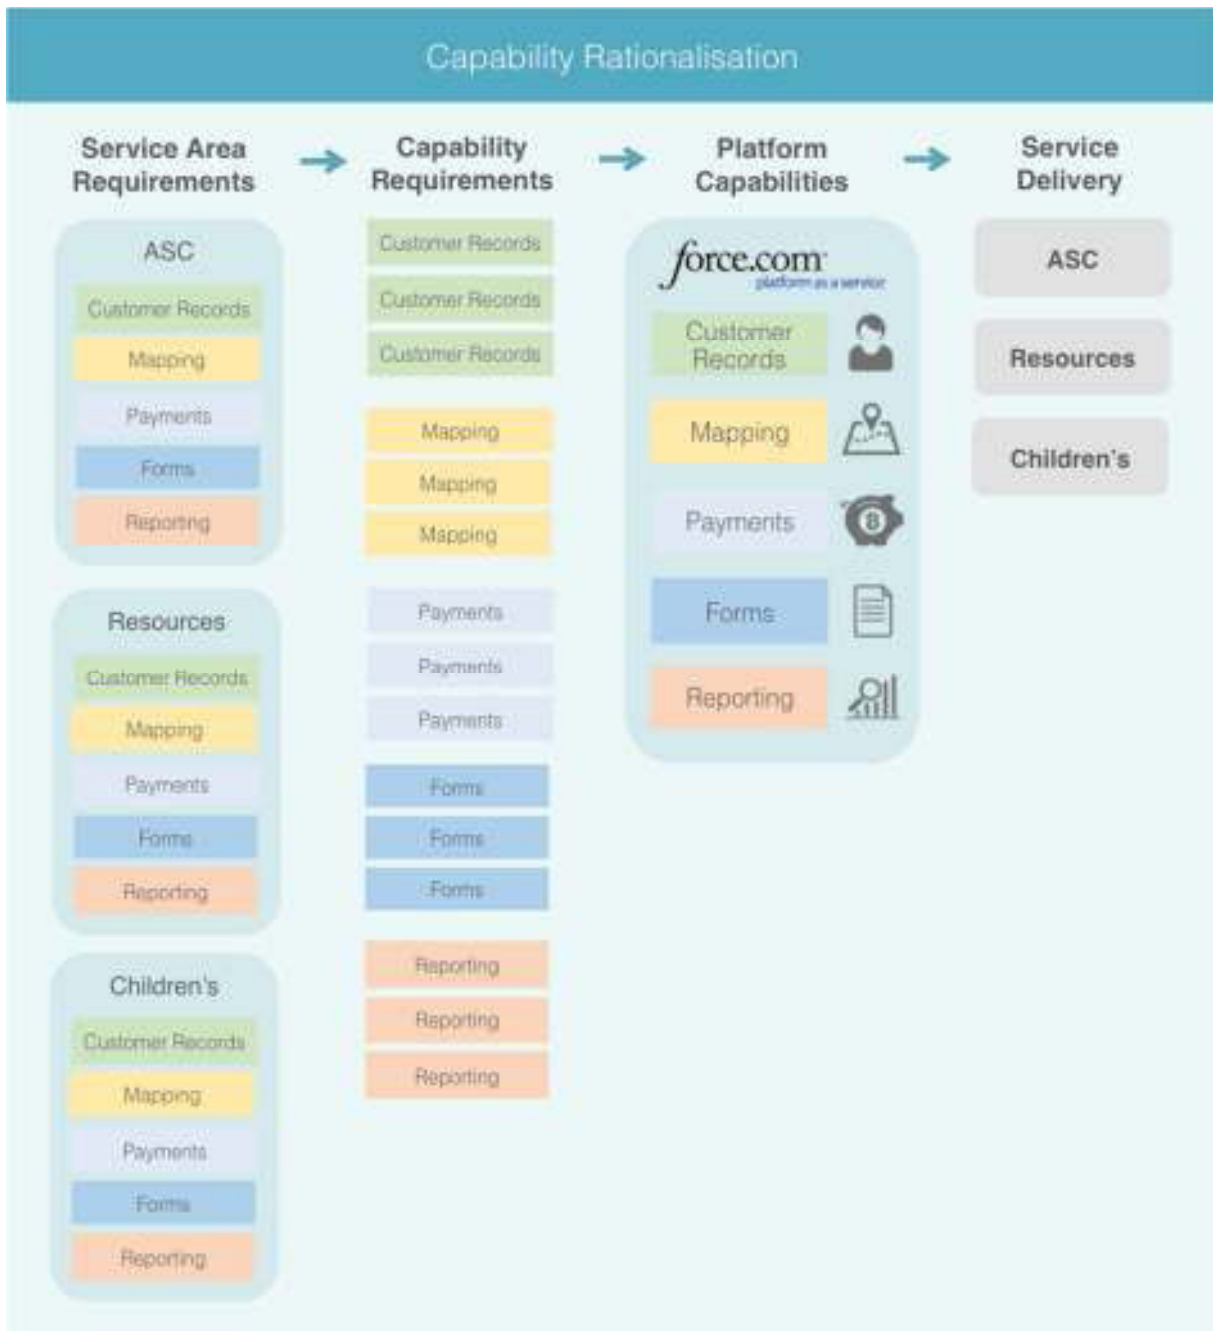 Capability Rationalisation
Service Area
Requirements
ASC
Customer Records
Mapping
Payments
Forms
Reporting
Resources
Customer Records
Mapping
Payments
Forms
Reporting
Children's
Customer Records
Mapping
Payments
Forms
Reporting
Capability
Requirements
Customer Records
Customer Records
Customer Records
Mapping
Mapping
Mapping
Payments
Payments
Payments
Forms
Forms
Forms
Reporting
Reporting
Reporting
Platform
Capabilities
force.com
platform as a service
Customer
Records
Mapping
Payments
8
Forms
Reporting
Service
Delivery
ASC
Resources
Children's